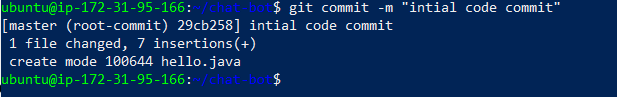 ubuntu@ip-172-31-95-166:$ git commit -m "intial code commit"
[master (root-commit) 29cb258] intial code commit
1 file changed, 7 insertions(+)
create mode 100644 hello.java
ubuntu@ip-172-31-95-166:$